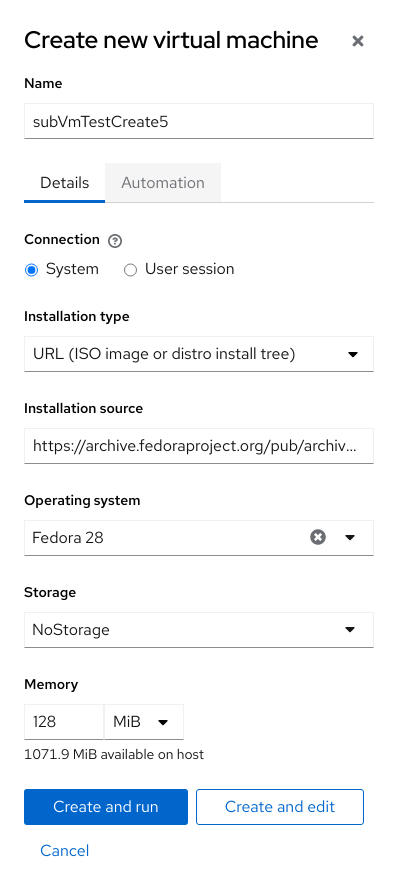 Create new virtual machine
Name
subVmTestCreate5
Details Automation
Connection
System User session
Installation type
URL (ISO image or distro install tree)
Installation source
https://archive.fedoraproject.org/pub/archiv...
Operating system
Fedora 28
Storage
NoStorage
Memory
128 MiB
1071.9 MiB available on host
Create and run Create and edit
Cancel